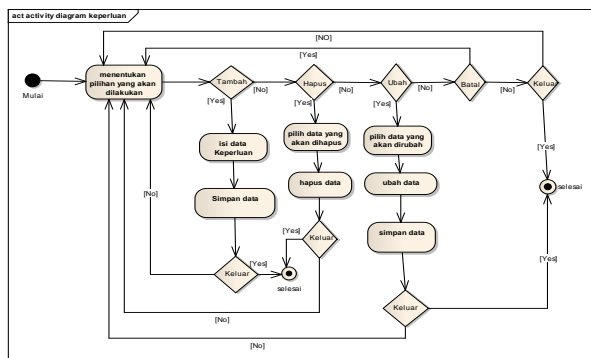 act activity diagram keperluan
[NO]
[Yes]
Mulai
menentukan
pilihan yang akan
dilakukan
Tambah
[No]
Hapus
[No]
Ubah
[No]
Batal
[No]
Keluar
[Yes]
[Yes]
[Yes]
[Yes]
isi data
Keperluan
pilih data yang
akan dihapus
pilih data yang
akan dirubah
Simpan data
hapus data
ubah data
selesai
[No]
[Yes]
Keluar
simpan data
Keluar
[Yes]
selesai
[Yes]
Keluar
[No]
[No]